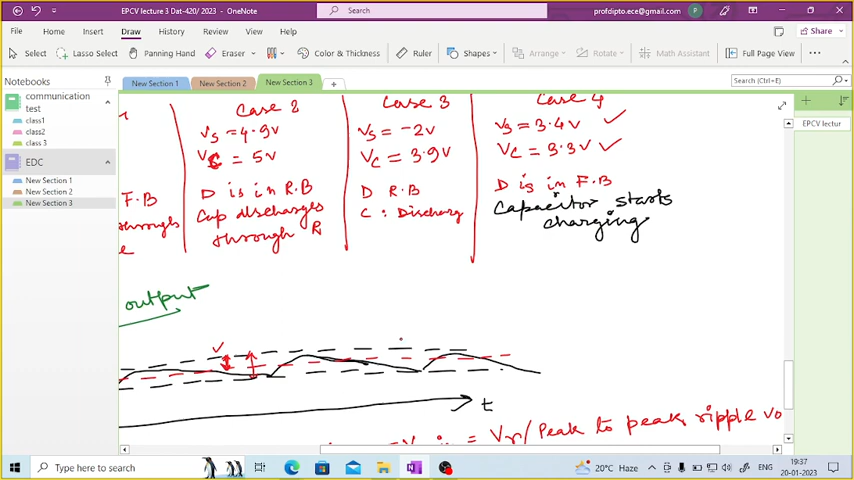 EPCV lecture 3 Dat-420/ 2023 - OneNote
Search
profdipto.ece@gmail.com
P
File
Home
Insert
Draw
View
Help
Share
Select
Lasso Select
Panning Hand
Eraser
Color & Thickness
Ruler
Shapes
Arrange
Rotate
Math Assistant
Full Page View
Notebooks
New Section 1
New Section 2
New Section 3
Search (Ctrl+E)
communication
test
class1
class2
class 3
EDC
New Section 1
New Section 2
New Section 3
EPCV lectur
Case 2
Vs = 4.9V
Vc = 5V
D is in R.B
Cap discharges
through R
Case 3
Vs = -2V
Vc = 3.9V
D R.B
C : Discharg
Case 4
Vs = 3.4V ✓
Vc = 3.3V ✓
D is in F.B
Capacitor starts
charging
F.B
through
e
output
t
= Vr/Peak to peak ripple vo
Type here to search
20°C Haze
ENG
19:37
20-01-2023